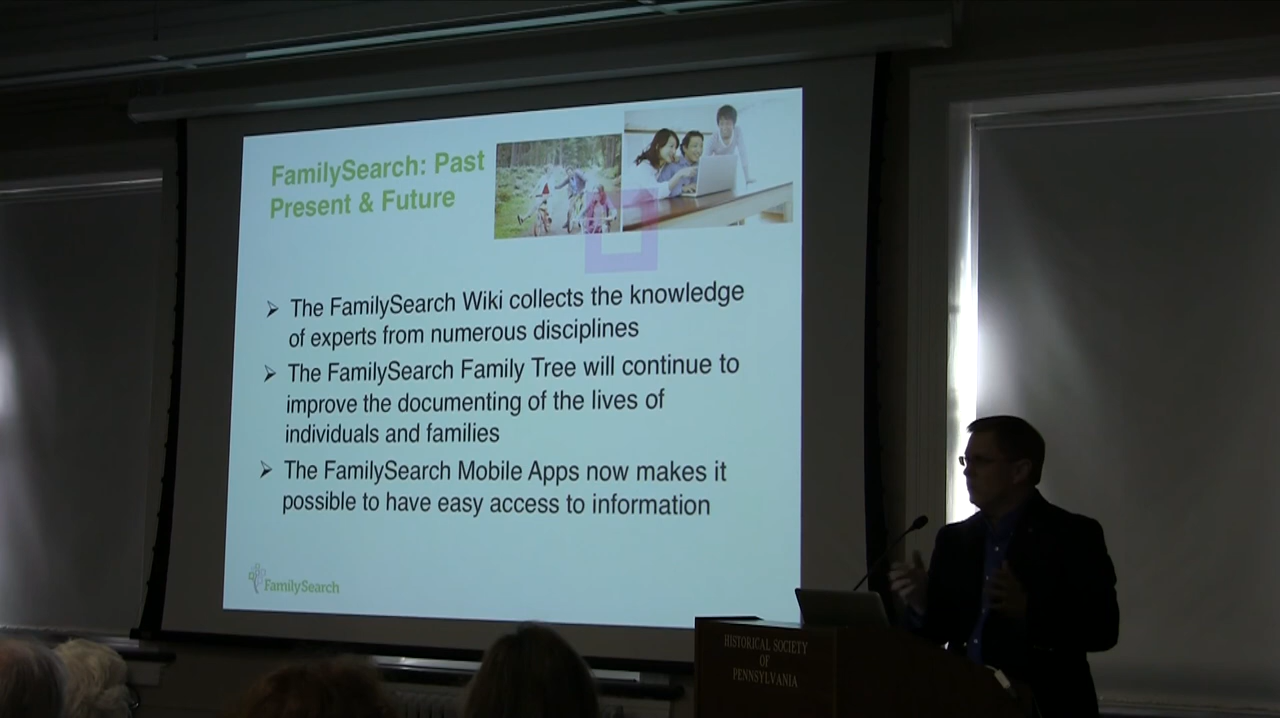 FamilySearch: Past
Present & Future
The FamilySearch Wiki collects the knowledge
of experts from numerous disciplines
The FamilySearch Family Tree will continue to
improve the documenting of the lives of
individuals and families
The FamilySearch Mobile Apps now makes it
possible to have easy access to information
FamilySearch
HISTORICAL SOCIETY
OF
PENNSYLVANIA